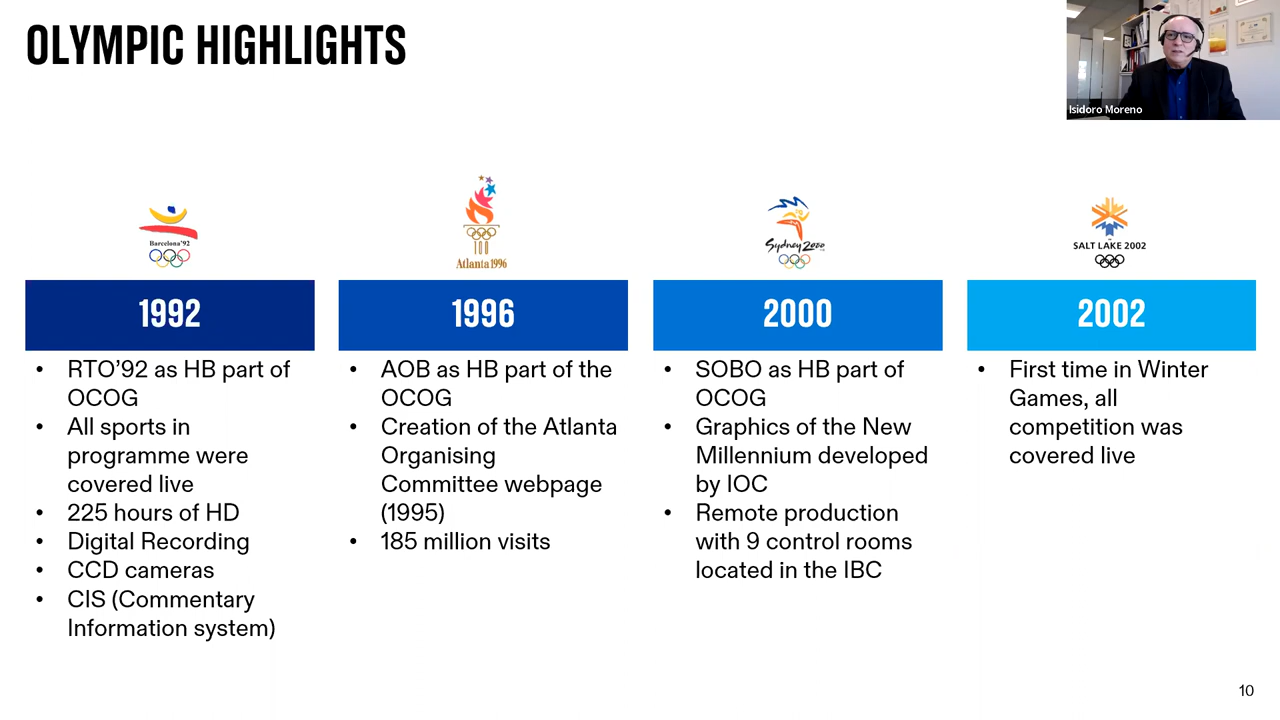 OLYMPIC HIGHLIGHTS
Isidoro Moreno
Barcelona'92
Atlanta 1996
Sydney 2000
SALT LAKE 2002
1992
• RTO’92 as HB part of
OCOG
• All sports in
programme were
covered live
• 225 hours of HD
• Digital Recording
• CCD cameras
• CIS (Commentary
Information system)
1996
• AOB as HB part of the
OCOG
• Creation of the Atlanta
Organising
Committee webpage
(1995)
• 185 million visits
2000
• SOBO as HB part of
OCOG
• Graphics of the New
Millennium developed
by IOC
• Remote production
with 9 control rooms
located in the IBC
2002
• First time in Winter
Games, all
competition was
covered live
10